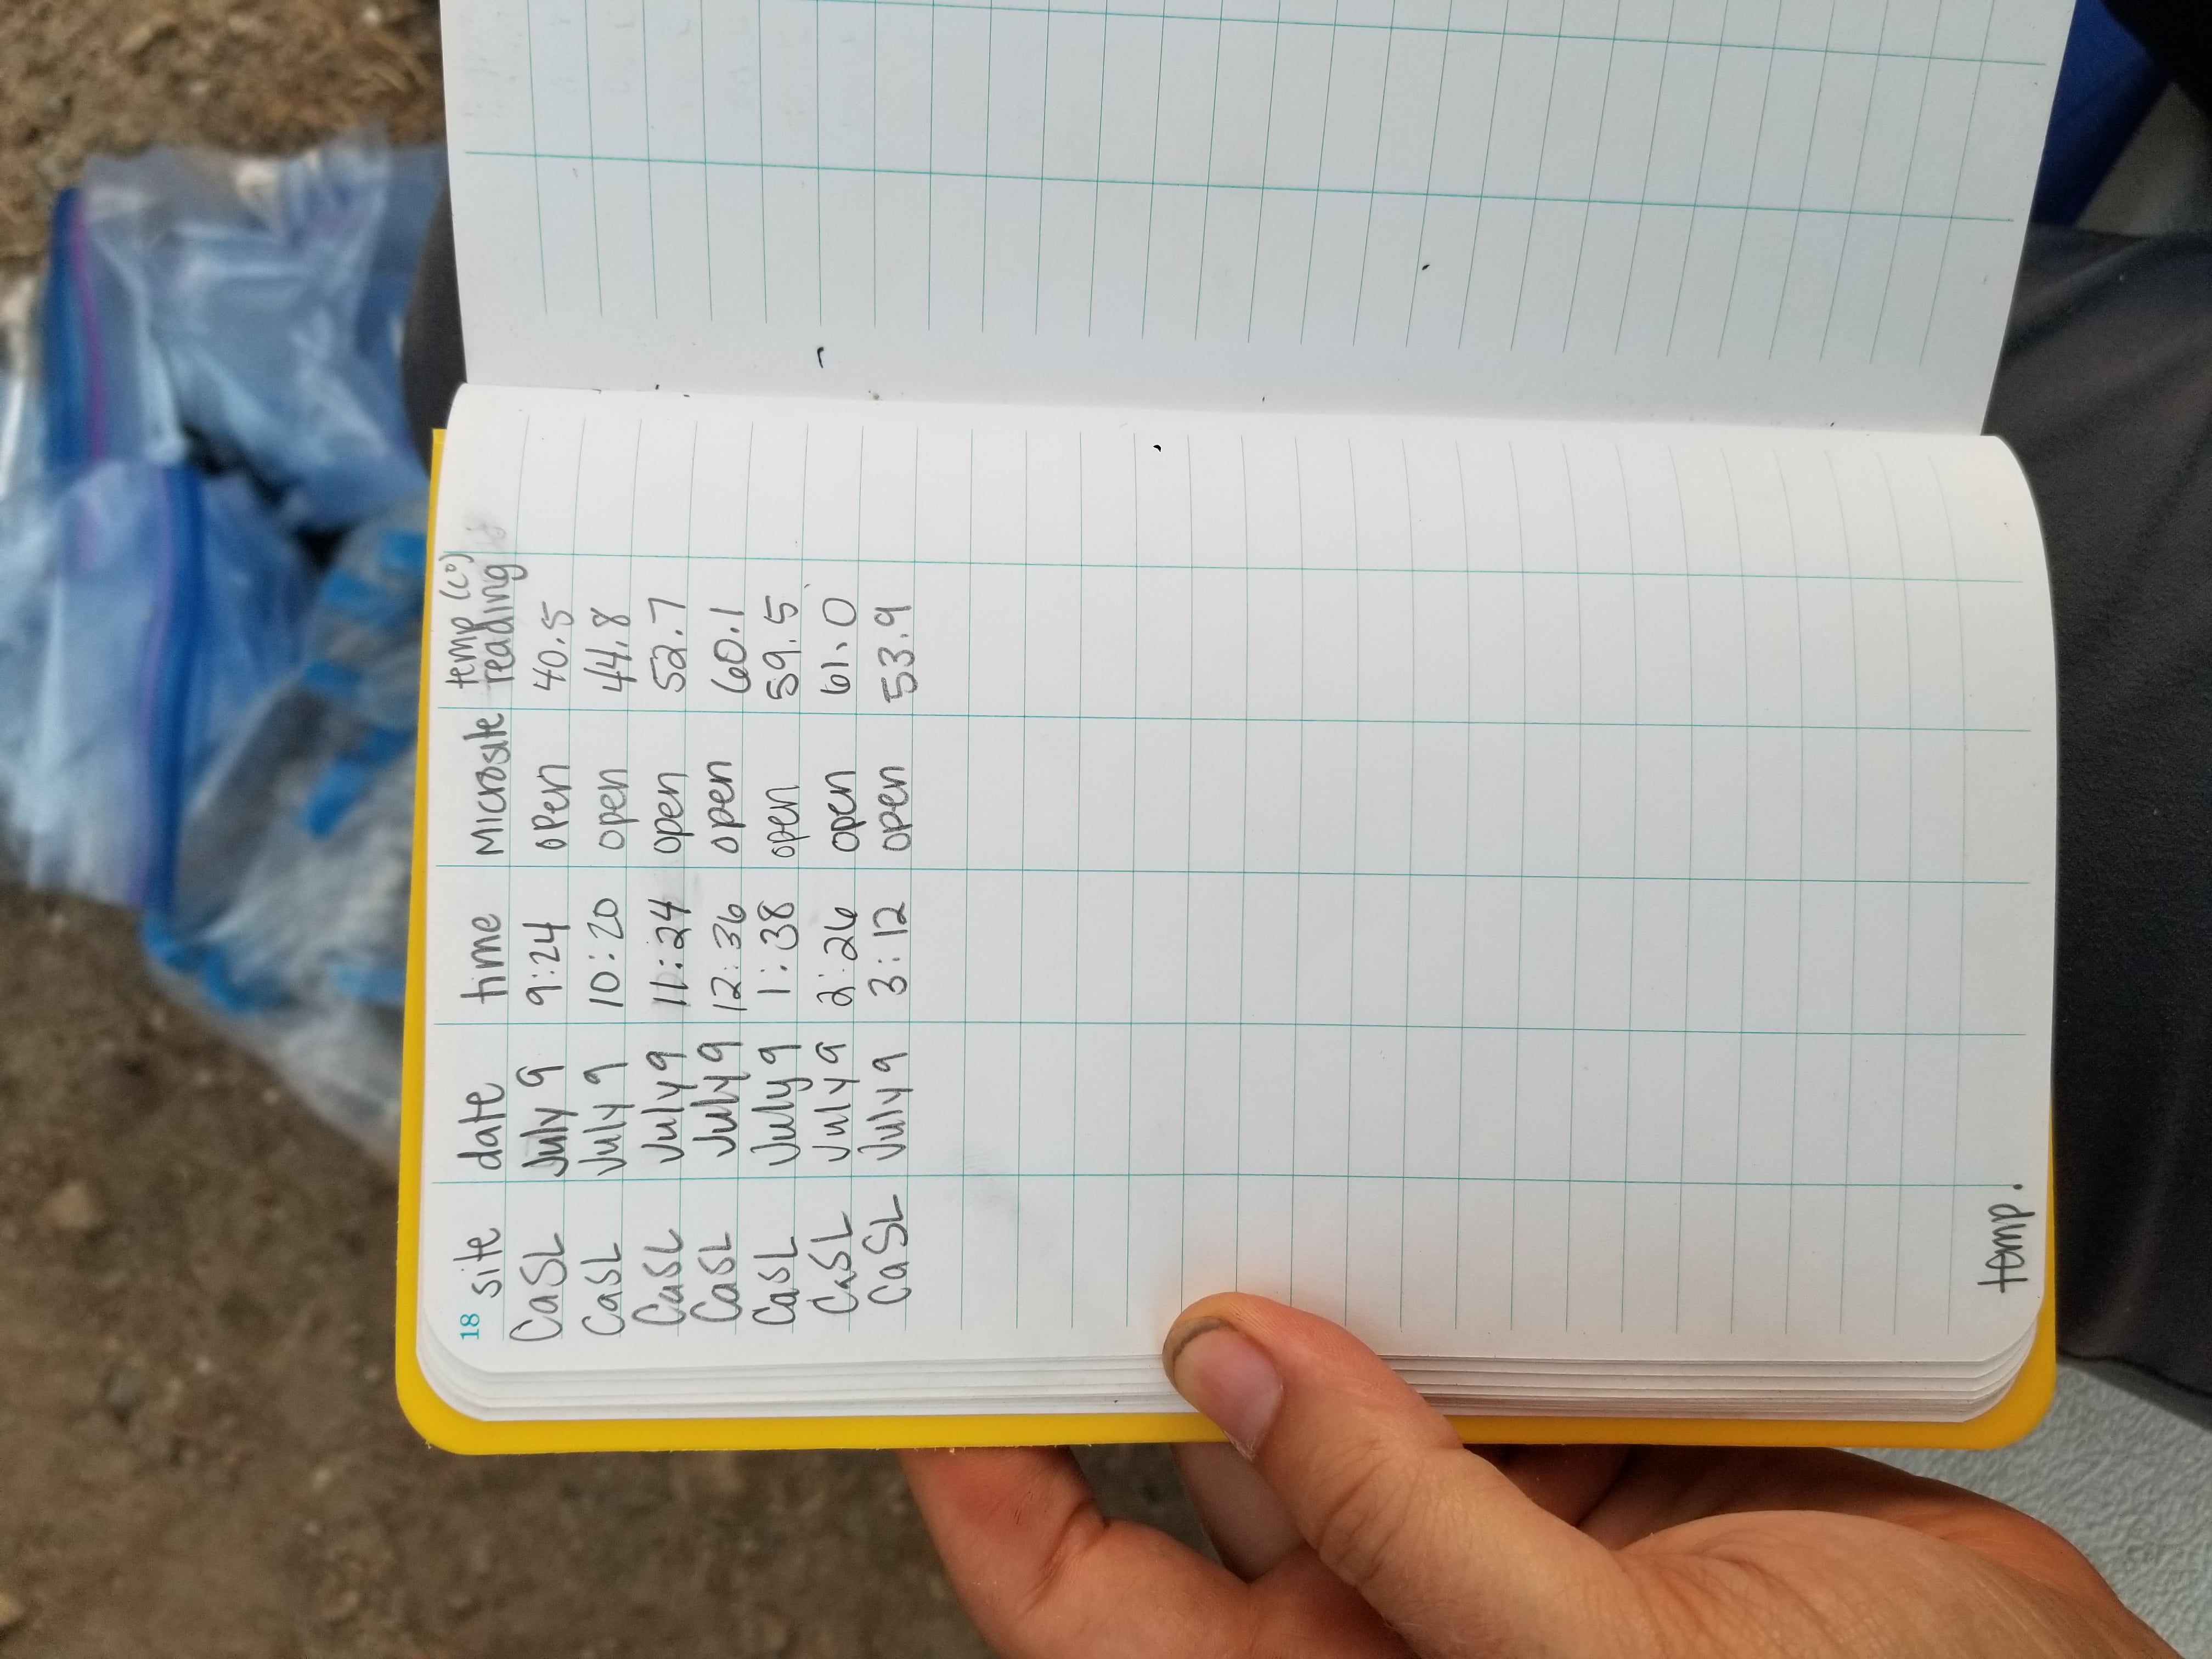 18 site date time Microsite temp (c°) reading
CaSL July 9 9:24 open 40.5
CaSL July 9 10:20 open 44.8
CaSL July 9 11:24 open 52.7
CaSL July 9 12:36 open 60.1
CaSL July 9 1:38 open 59.5
CaSL July 9 2:26 open 61.0
CaSL July 9 3:12 open 53.9
temp.